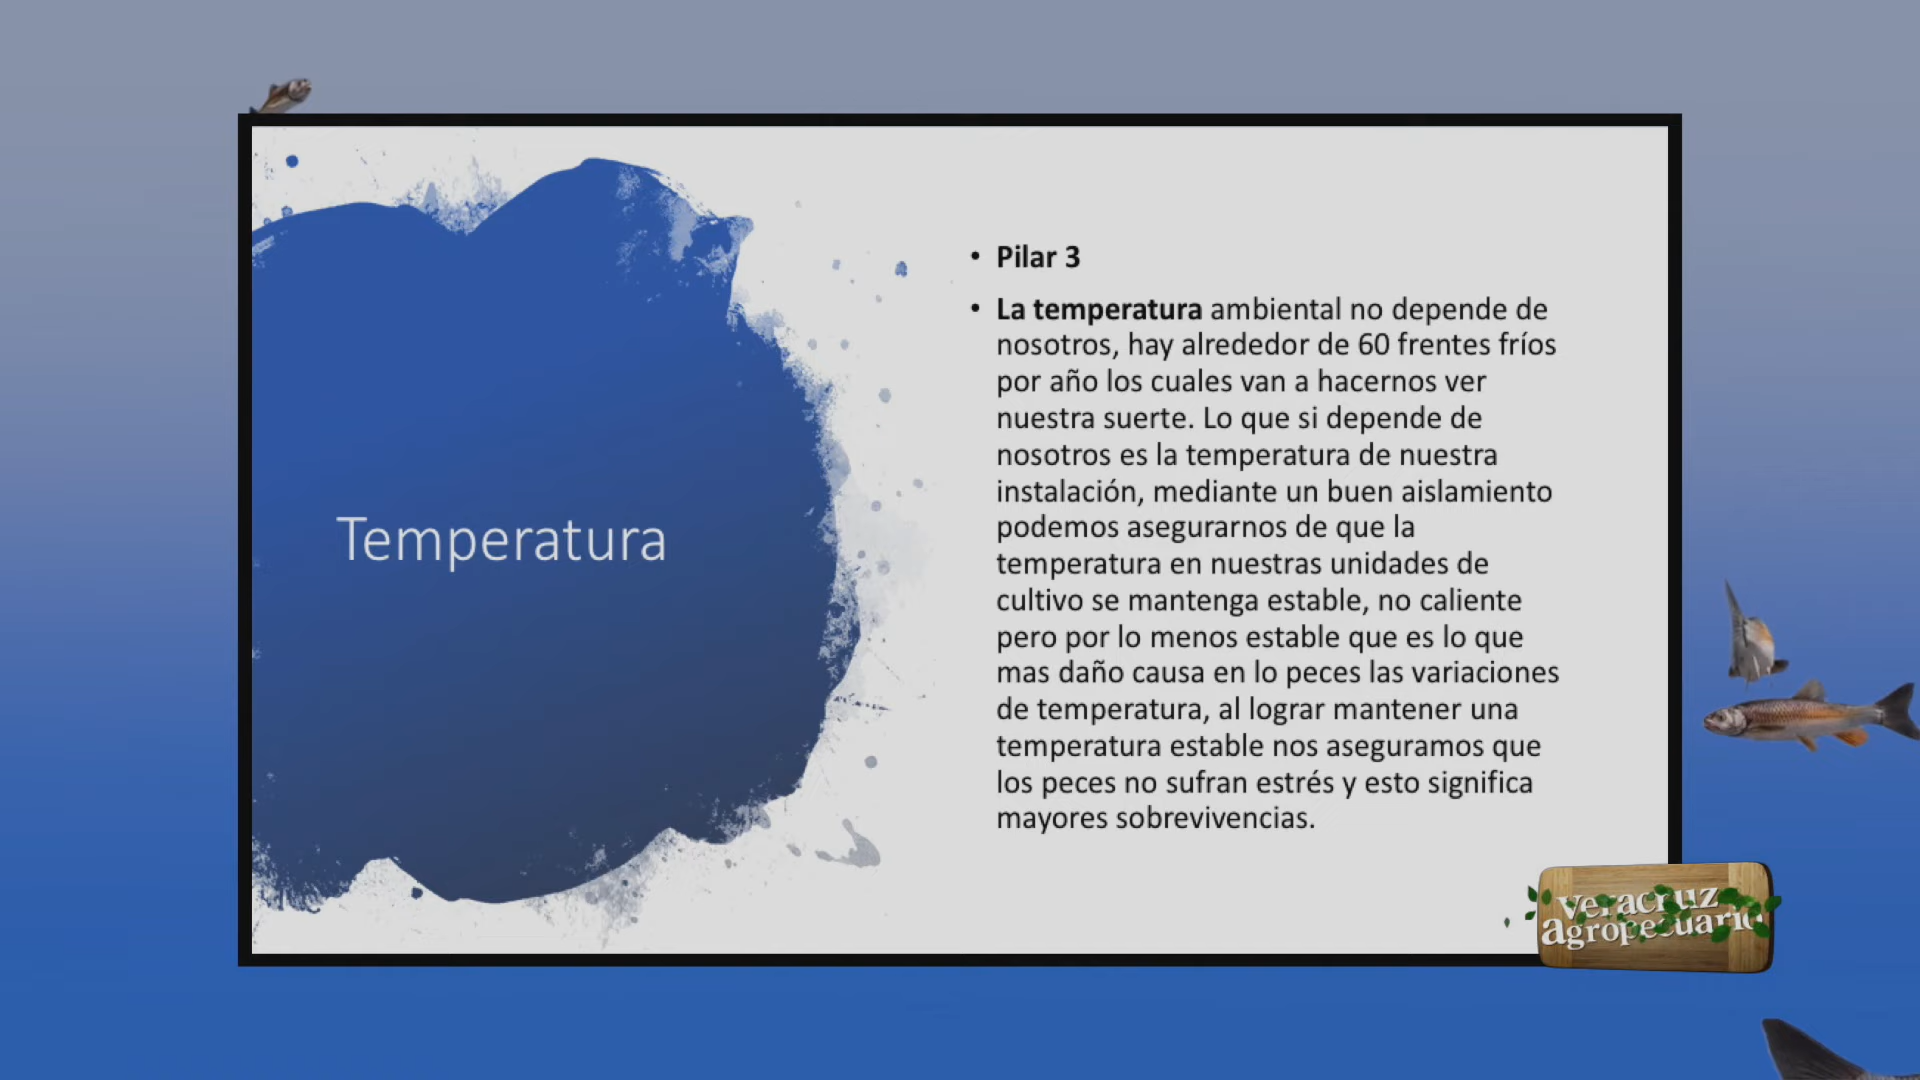 Temperatura
• Pilar 3
• La temperatura ambiental no depende de
nosotros, hay alrededor de 60 frentes fríos
por año los cuales van a hacernos ver
nuestra suerte. Lo que si depende de
nosotros es la temperatura de nuestra
instalación, mediante un buen aislamiento
podemos asegurarnos de que la
temperatura en nuestras unidades de
cultivo se mantenga estable, no caliente
pero por lo menos estable que es lo que
mas daño causa en lo peces las variaciones
de temperatura, al lograr mantener una
temperatura estable nos aseguramos que
los peces no sufran estrés y esto significa
mayores sobrevivencias.
veracruz
agropecuario